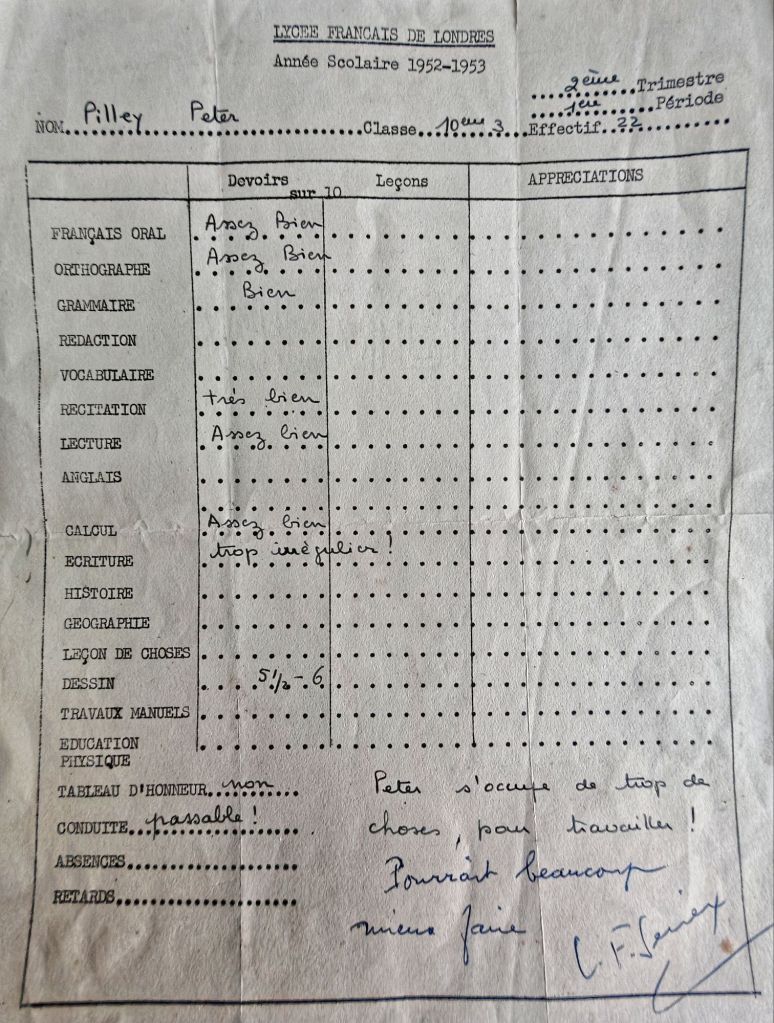 LYCEE FRANCAIS DE LONDRES
Année Scolaire 1952-1953
2ème Trimestre
1ère Période
NOM Pilley Peter Classe 10ème 3 Effectif 22
Devoirs Leçons APPRECIATIONS
sur 10
FRANÇAIS ORAL Assez Bien
ORTHOGRAPHE Assez Bien
GRAMMAIRE Bien
REDACTION
VOCABULAIRE
RECITATION très bien
LECTURE Assez bien
ANGLAIS
CALCUL Assez bien
ECRITURE trop irrégulier!
HISTOIRE
GEOGRAPHIE
LEÇON DE CHOSES
DESSIN 5 1/2 - 6
TRAVAUX MANUELS
EDUCATION
PHYSIQUE
TABLEAU D'HONNEUR non
CONDUITE passable!
ABSENCES
RETARDS
Peter s'occupe de trop de
choses, pour travailler!
Pourrait beaucoup
mieux faire